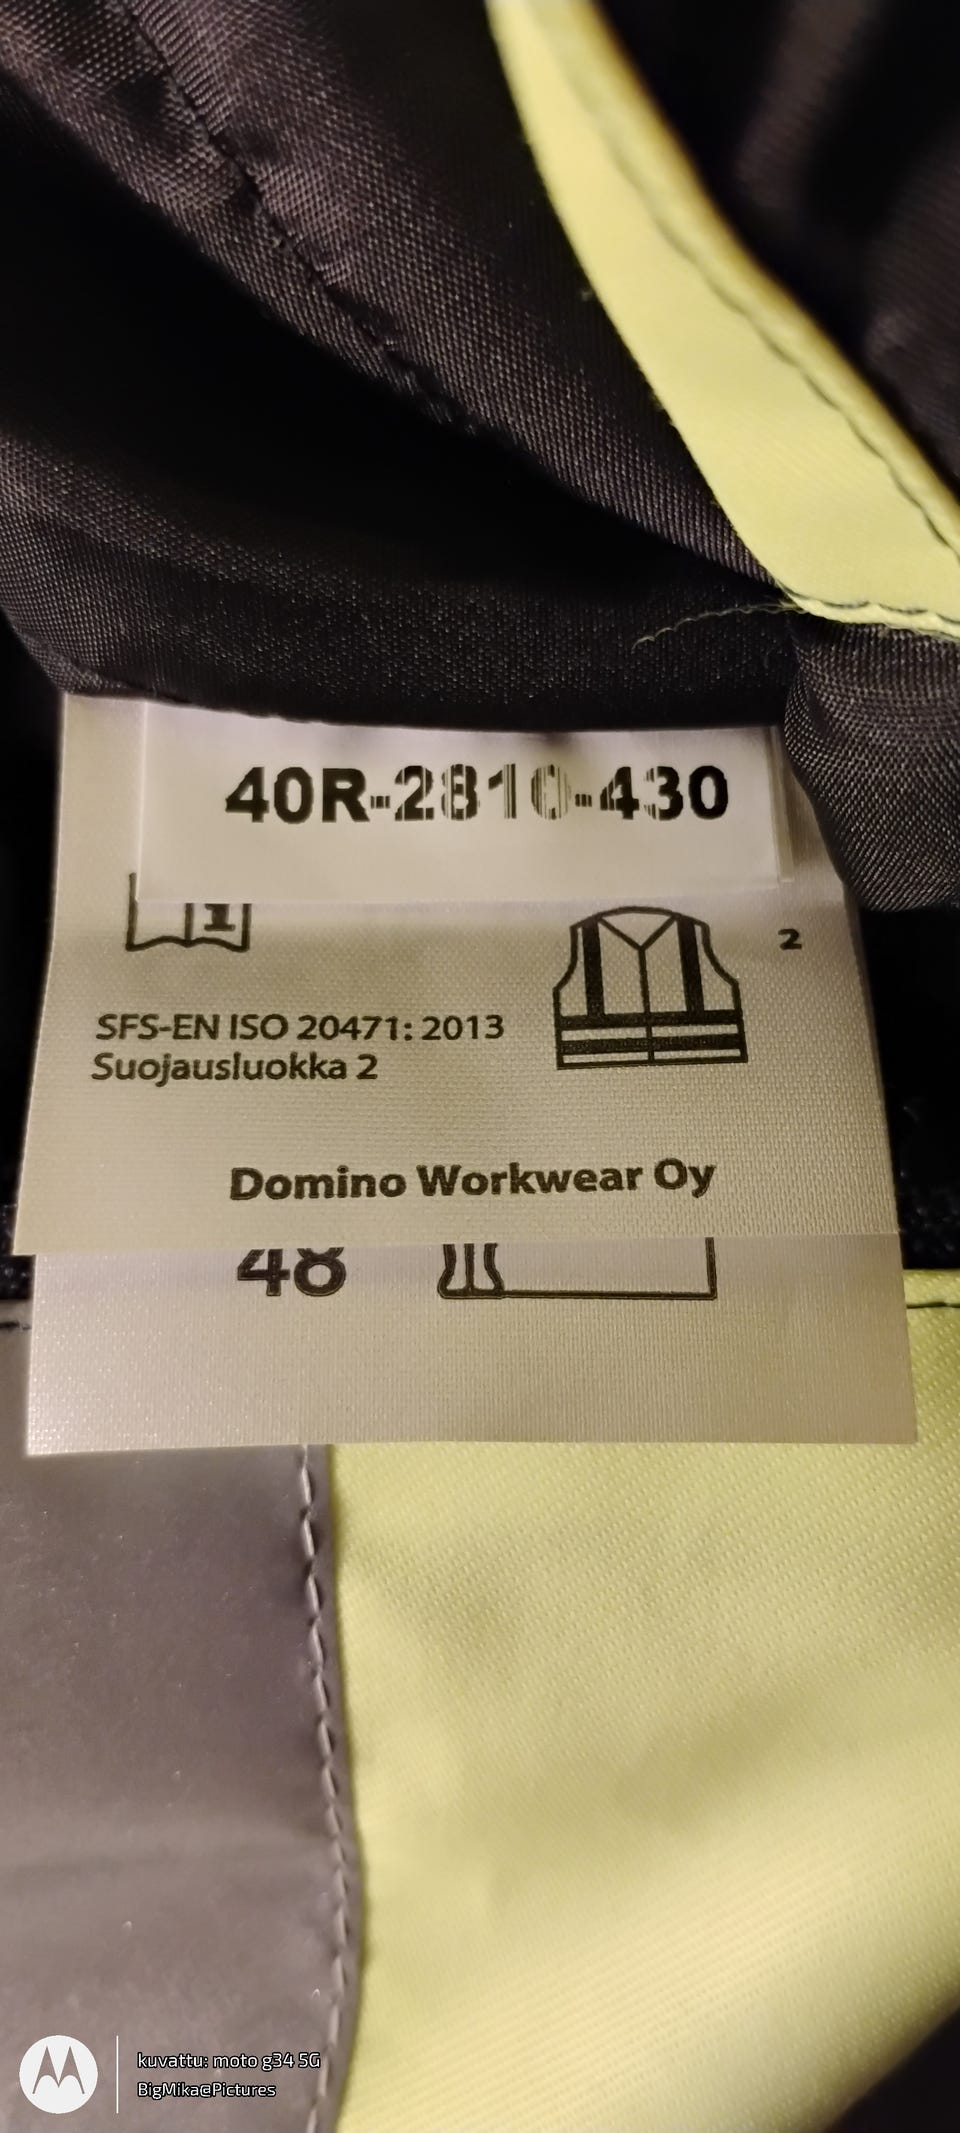 40R-2810-430
i
2
SFS-EN ISO 20471: 2013
Suojausluokka 2
Domino Workwear Oy
48
kuvattu: moto g34 5G
BigMika@Pictures